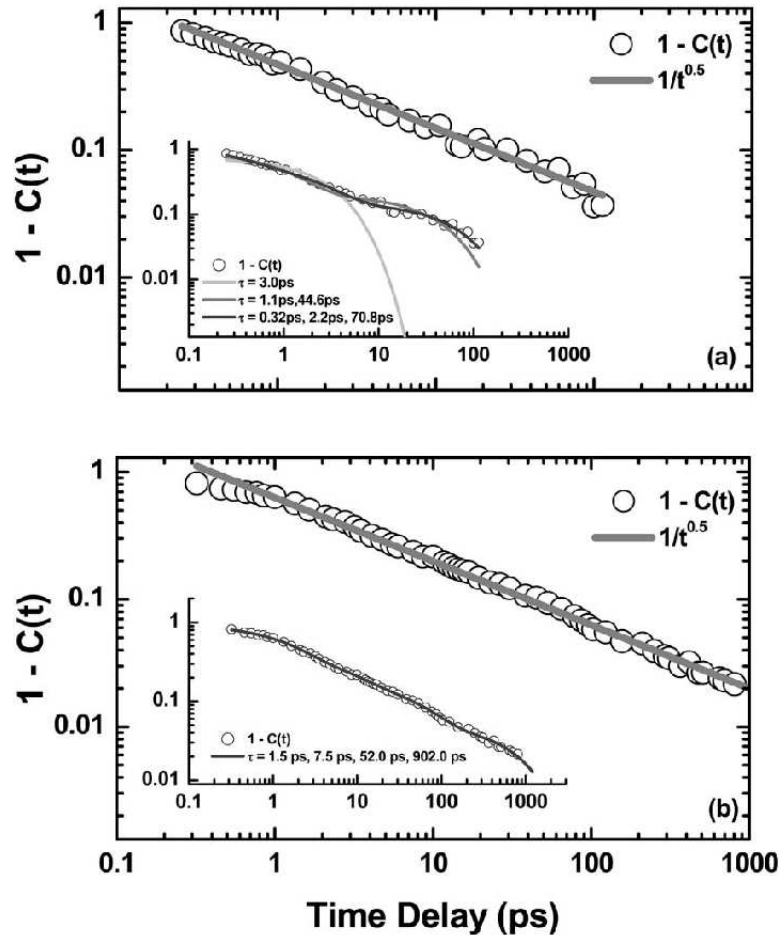 1
0.1
0.01
1 - C(t)
1 - C(t)
1/t^0.5
1
0.1
0.01
1 - C(t)
τ = 3.0ps
τ = 1.1ps,44.6ps
τ = 0.32ps, 2.2ps, 70.8ps
0.1
1
10
100
1000
(a)
1
0.1
0.01
1 - C(t)
1 - C(t)
1/t^0.5
1
0.1
0.01
1 - C(t)
τ = 1.5 ps, 7.5 ps, 52.0 ps, 902.0 ps
0.1
1
10
100
1000
(b)
0.1
1
10
100
1000
Time Delay (ps)